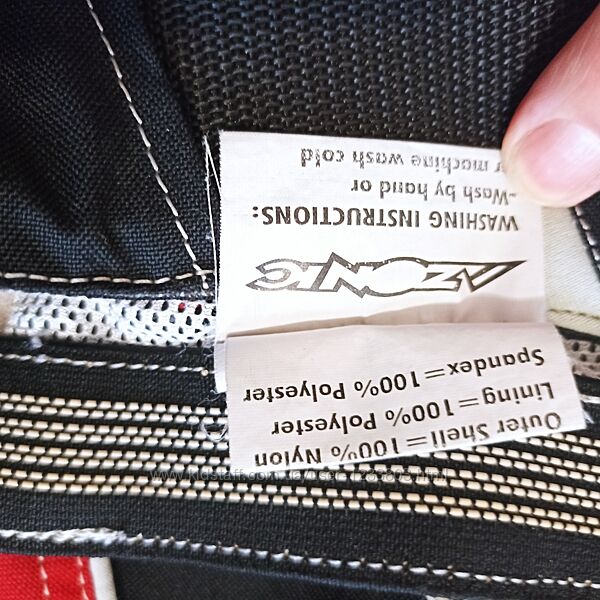 Outer Shell=100% Nylon
Lining=100% Polyester
Spandex=100% Polyester
AZONIC
WASHING INSTRUCTIONS:
-Wash by hand or
machine wash cold